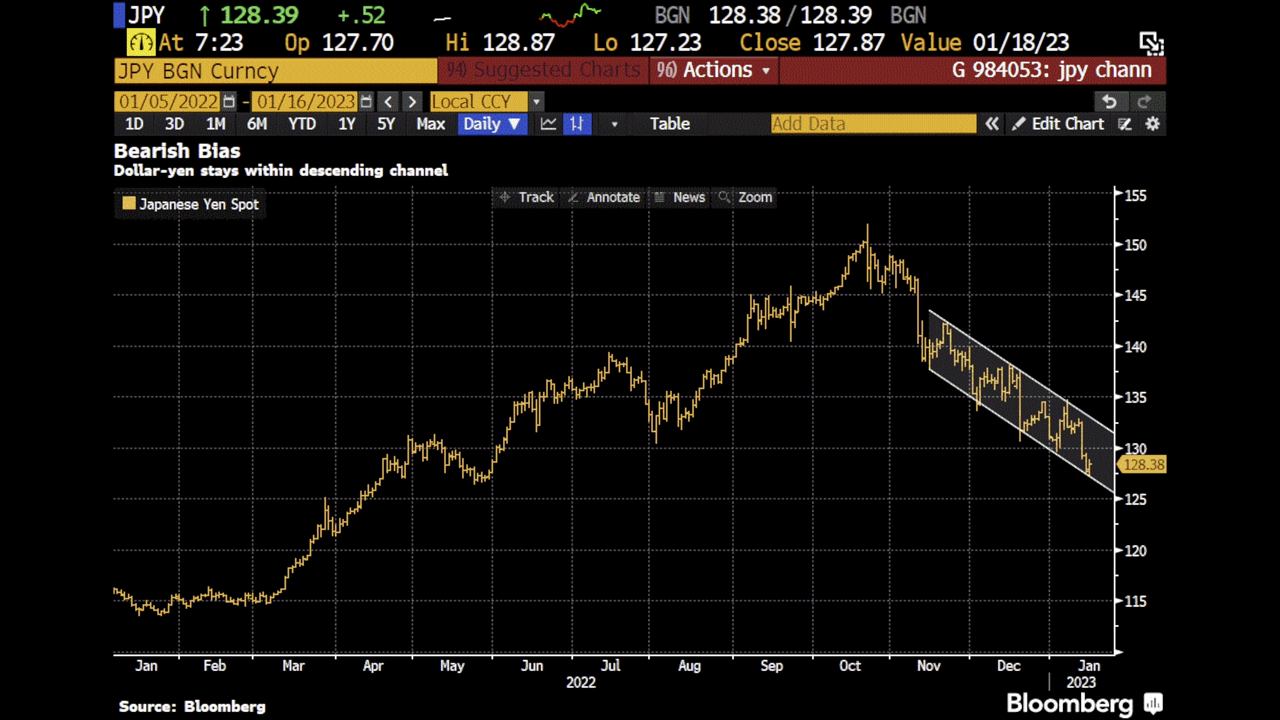 JPY ↑ 128.39 +.52 BGN 128.38 / 128.39 BGN
At 7:23 Op 127.70 Hi 128.87 Lo 127.23 Close 127.87 Value 01/18/23
JPY BGN Curncy 94) Suggested Charts 96) Actions G 984053: jpy chann
01/05/2022 - 01/16/2023 Local CCY
1D 3D 1M 6M YTD 1Y 5Y Max Daily ▼ Table Add Data « Edit Chart
Bearish Bias
Dollar-yen stays within descending channel
Track Annotate News Zoom
Japanese Yen Spot
155
150
145
140
135
130
128.38
125
120
115
Jan Feb Mar Apr May Jun Jul Aug Sep Oct Nov Dec Jan
2022 2023
Source: Bloomberg
Bloomberg